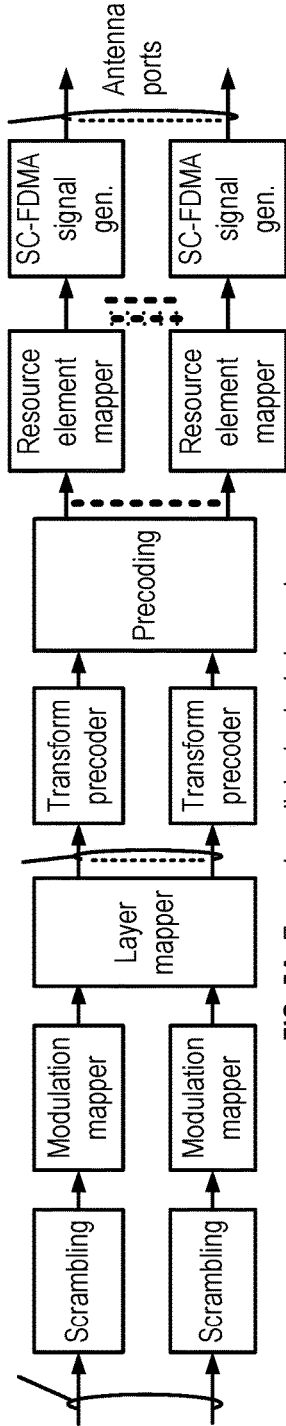 Scrambling
Modulation
mapper
Scrambling
Modulation
mapper
Layer
mapper
Transform
precoder
Transform
precoder
Precoding
Resource
element
mapper
SC-FDMA
signal
gen.
Resource
element
mapper
SC-FDMA
signal
gen.
Antenna
ports